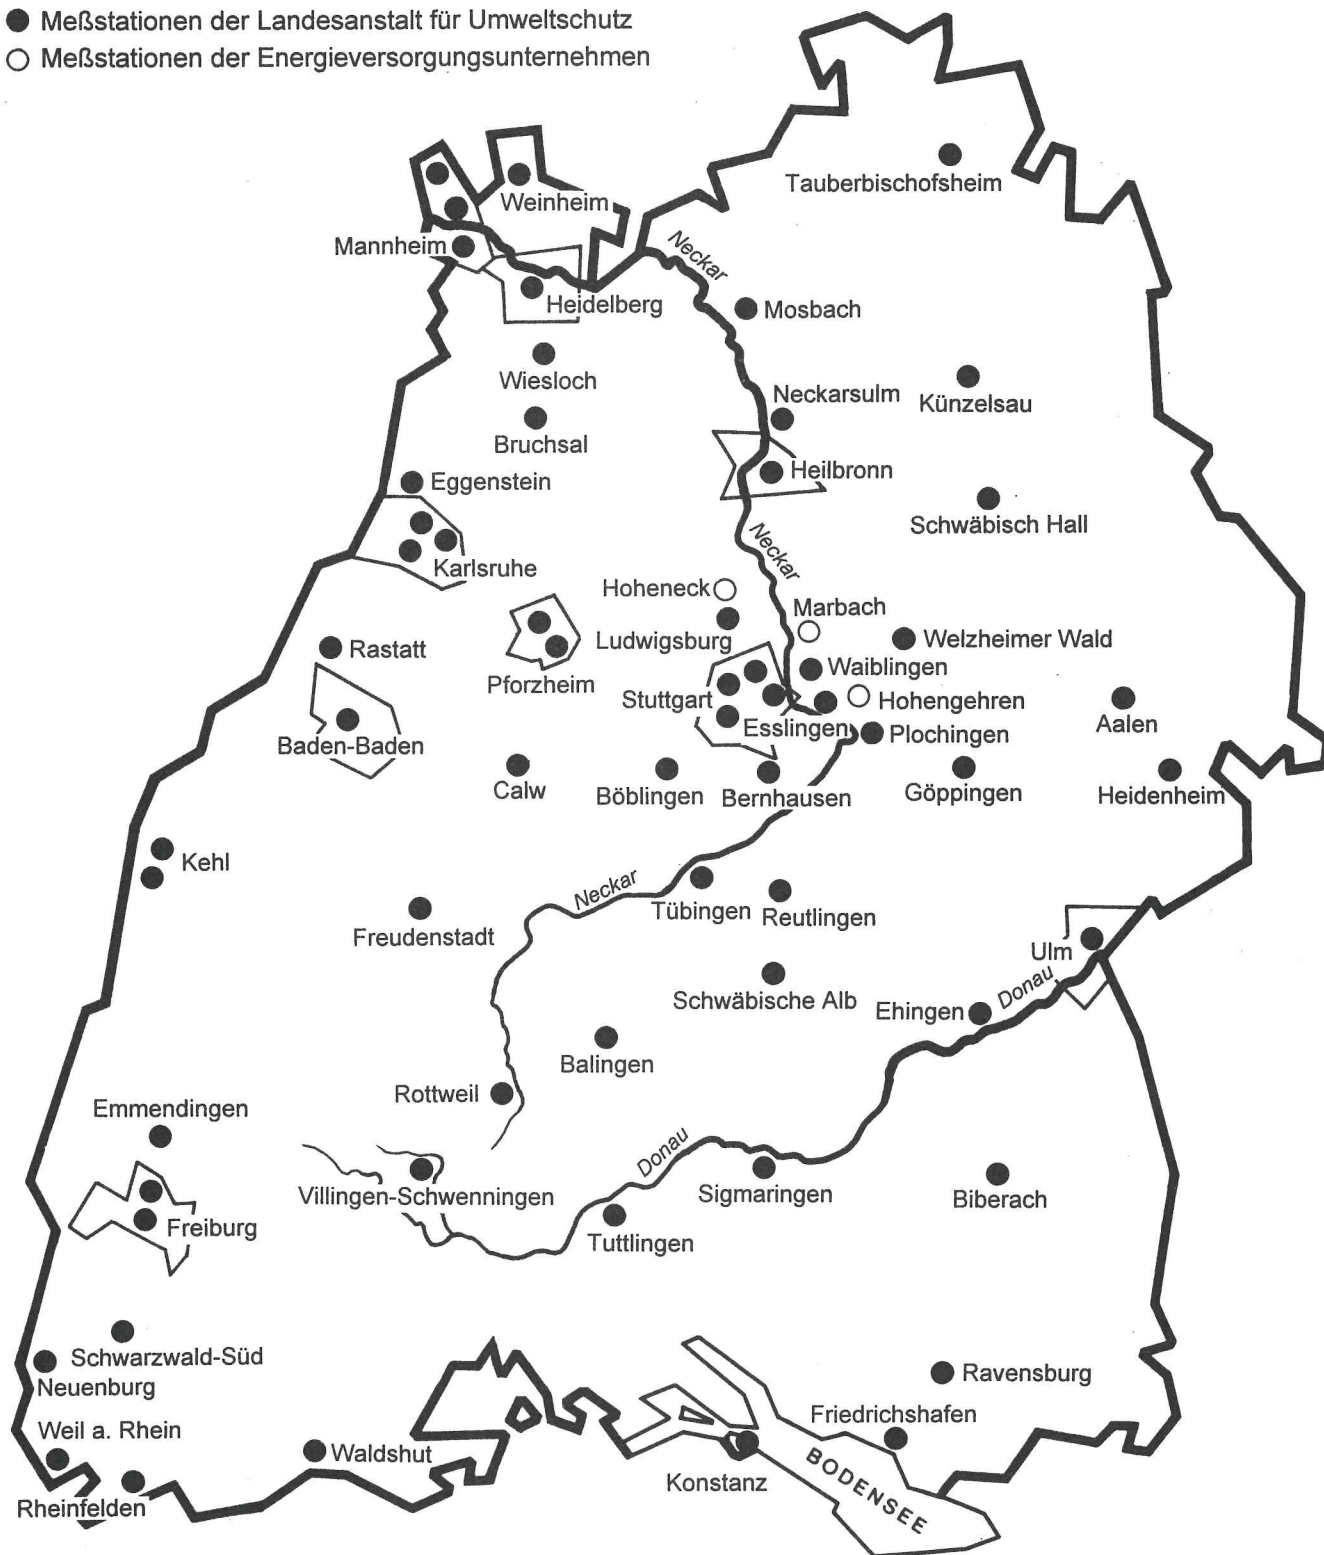 Meßstationen der Landesanstalt für Umweltschutz
Meßstationen der Energieversorgungsunternehmen
Tauberbischofsheim
Weinheim
Mannheim
Neckar
Heidelberg
Mosbach
Wiesloch
Neckarsulm
Künzelsau
Bruchsal
Heilbronn
Eggenstein
Schwäbisch Hall
Neckar
Karlsruhe
Hoheneck
Marbach
Ludwigsburg
Welzheimer Wald
Rastatt
Waiblingen
Pforzheim
Stuttgart
Hohengehren
Aalen
Esslingen
Plochingen
Baden-Baden
Calw
Böblingen
Bernhausen
Göppingen
Heidenheim
Kehl
Neckar
Tübingen
Reutlingen
Freudenstadt
Ulm
Schwäbische Alb
Donau
Ehingen
Balingen
Rottweil
Emmendingen
Donau
Villingen-Schwenningen
Sigmaringen
Biberach
Freiburg
Tuttlingen
Schwarzwald-Süd
Neuenburg
Ravensburg
Friedrichshafen
Weil a. Rhein
Waldshut
Konstanz
BODENSEE
Rheinfelden